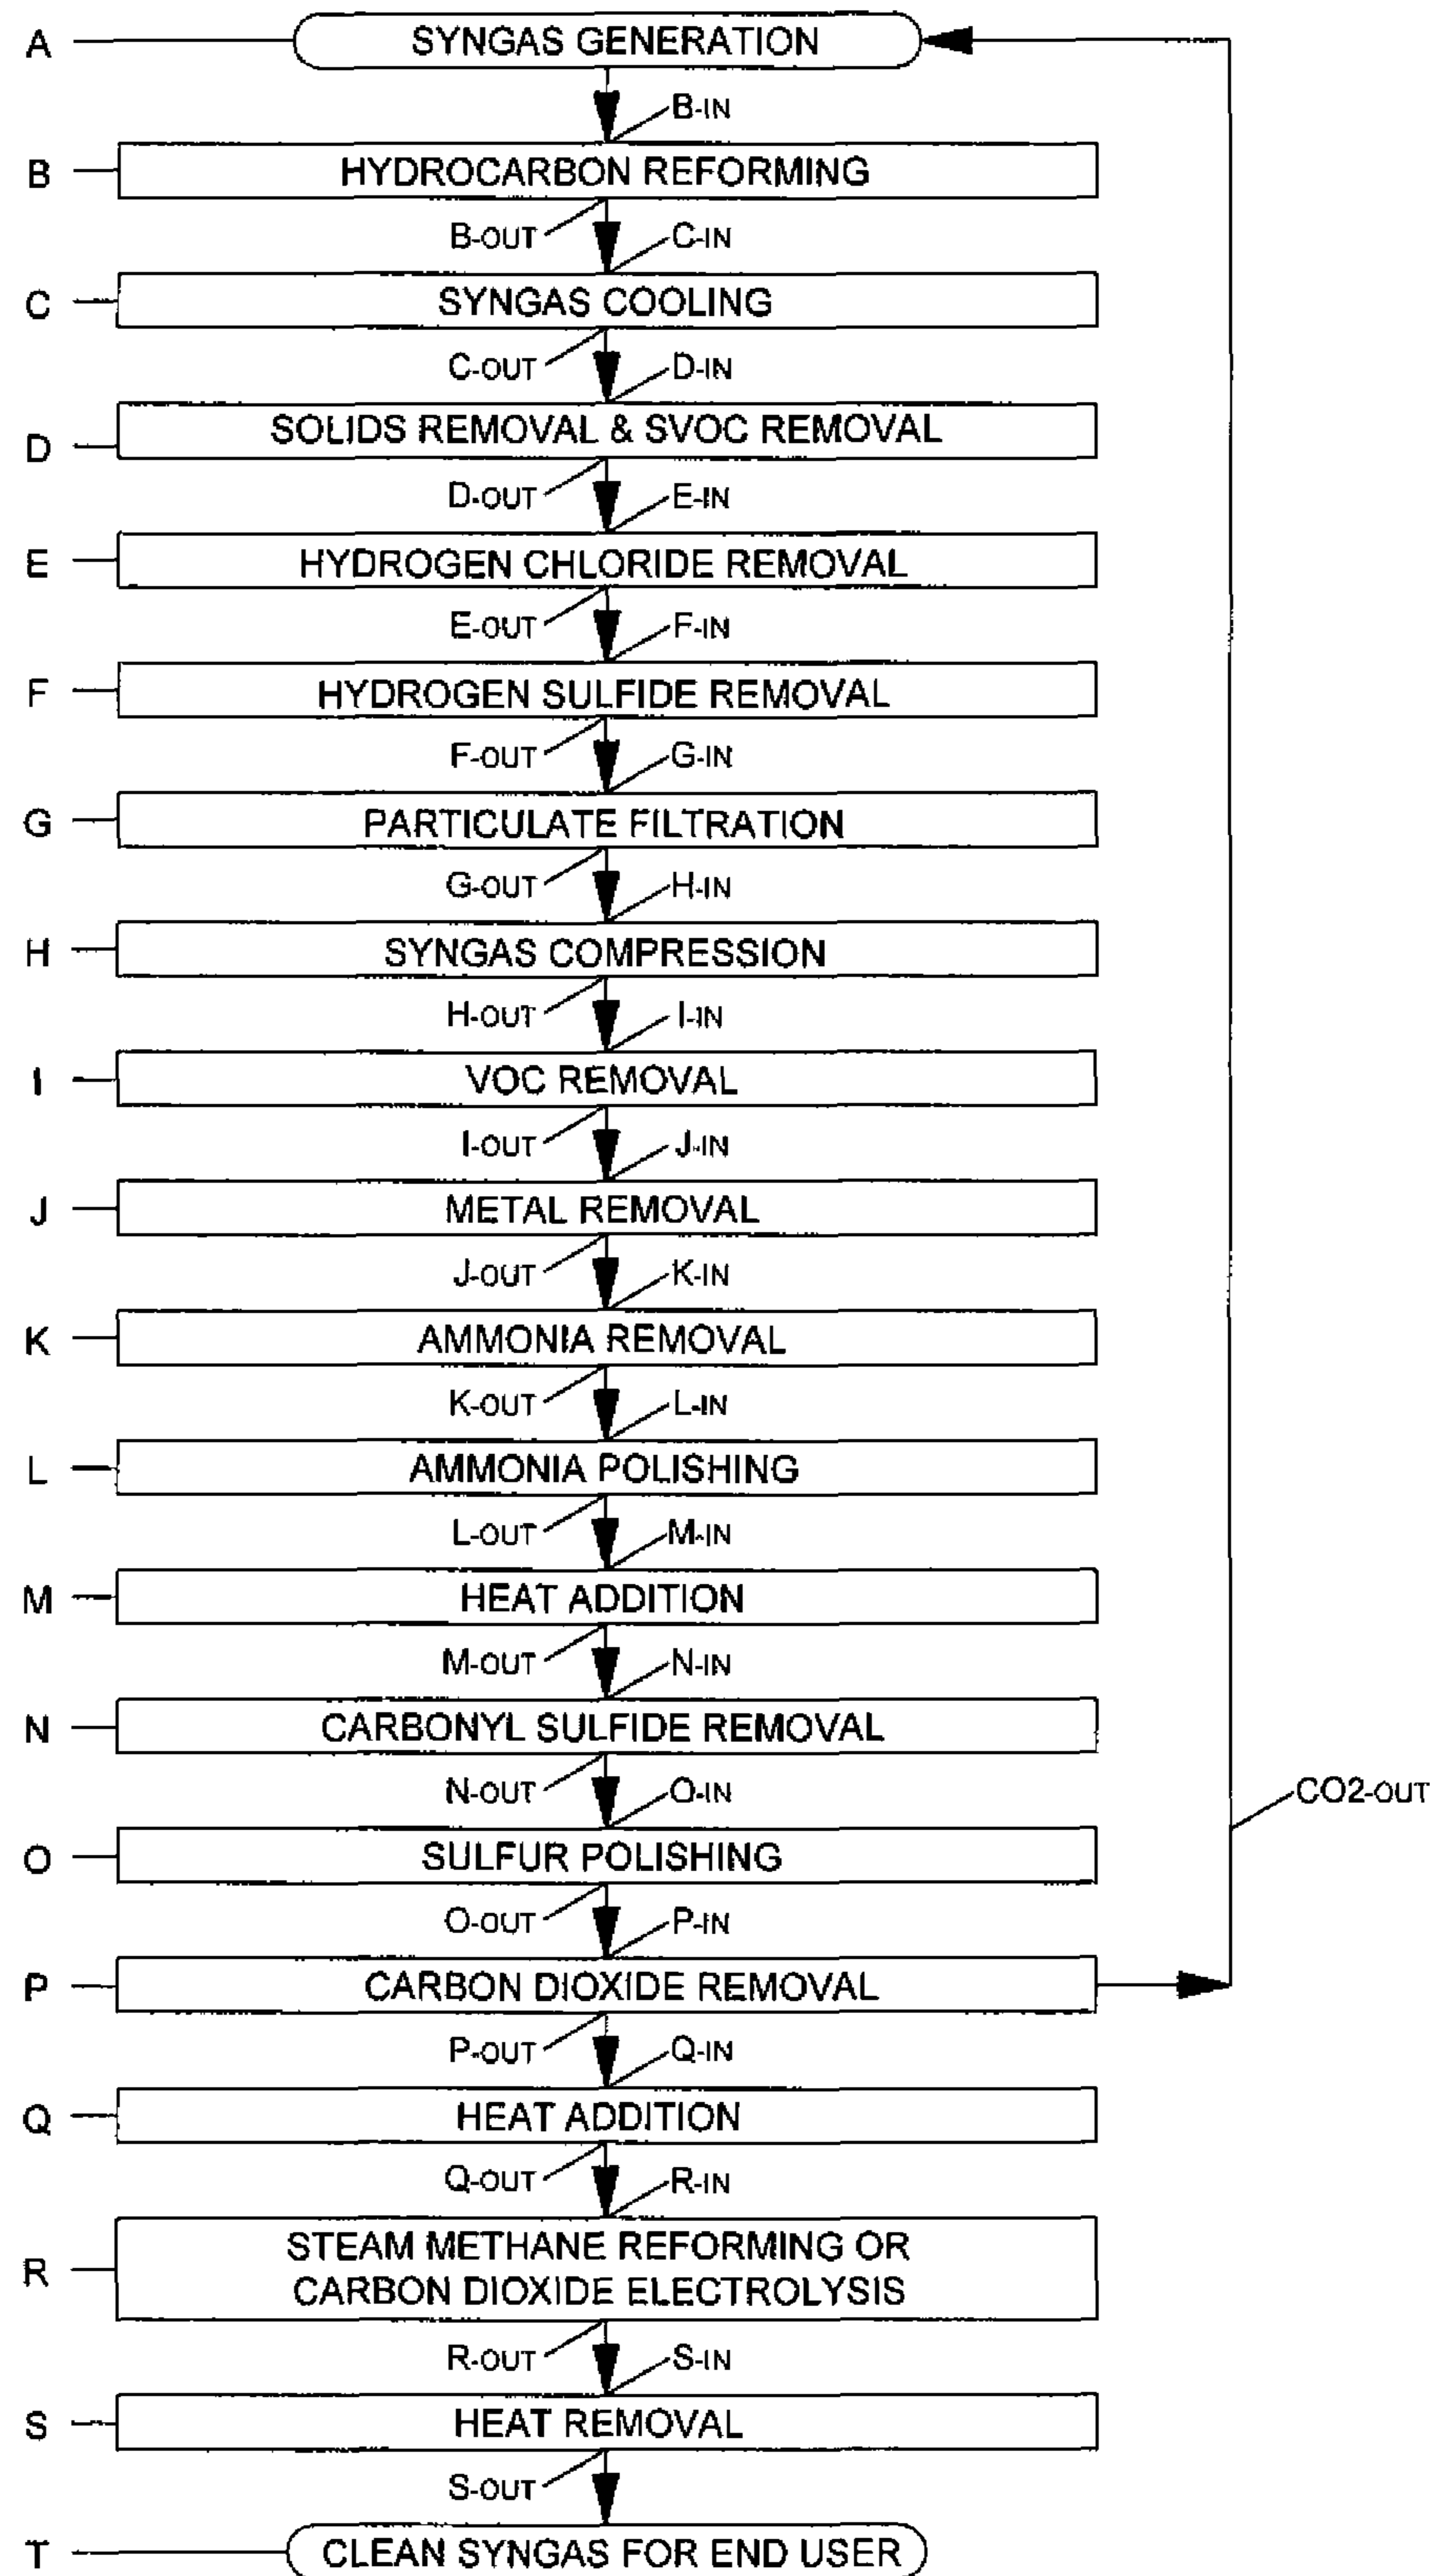 A SYNGAS GENERATION
B-IN
B HYDROCARBON REFORMING
B-OUT C-IN
C SYNGAS COOLING
C-OUT D-IN
D SOLIDS REMOVAL & SVOC REMOVAL
D-OUT E-IN
E HYDROGEN CHLORIDE REMOVAL
E-OUT F-IN
F HYDROGEN SULFIDE REMOVAL
F-OUT G-IN
G PARTICULATE FILTRATION
G-OUT H-IN
H SYNGAS COMPRESSION
H-OUT I-IN
I VOC REMOVAL
I-OUT J-IN
J METAL REMOVAL
J-OUT K-IN
K AMMONIA REMOVAL
K-OUT L-IN
L AMMONIA POLISHING
L-OUT M-IN
M HEAT ADDITION
M-OUT N-IN
N CARBONYL SULFIDE REMOVAL
N-OUT O-IN CO2-OUT
O SULFUR POLISHING
O-OUT P-IN
P CARBON DIOXIDE REMOVAL
P-OUT Q-IN
Q HEAT ADDITION
Q-OUT R-IN
R STEAM METHANE REFORMING OR
CARBON DIOXIDE ELECTROLYSIS
R-OUT S-IN
S HEAT REMOVAL
S-OUT
T CLEAN SYNGAS FOR END USER